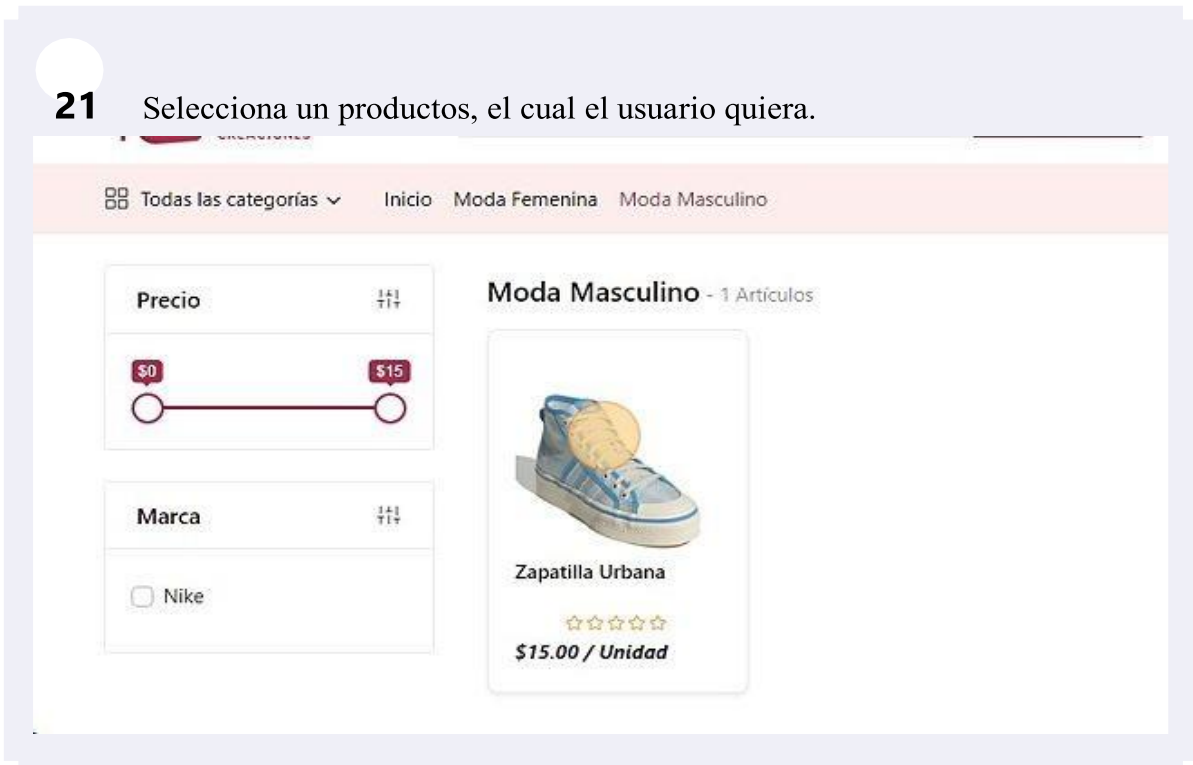 21 Selecciona un productos, el cual el usuario quiera.
CREACIONES
Todas las categorías Inicio Moda Femenina Moda Masculino
Precio
$0 $15
Marca
Nike
Moda Masculino - 1 Artículos
Zapatilla Urbana
$15.00 / Unidad